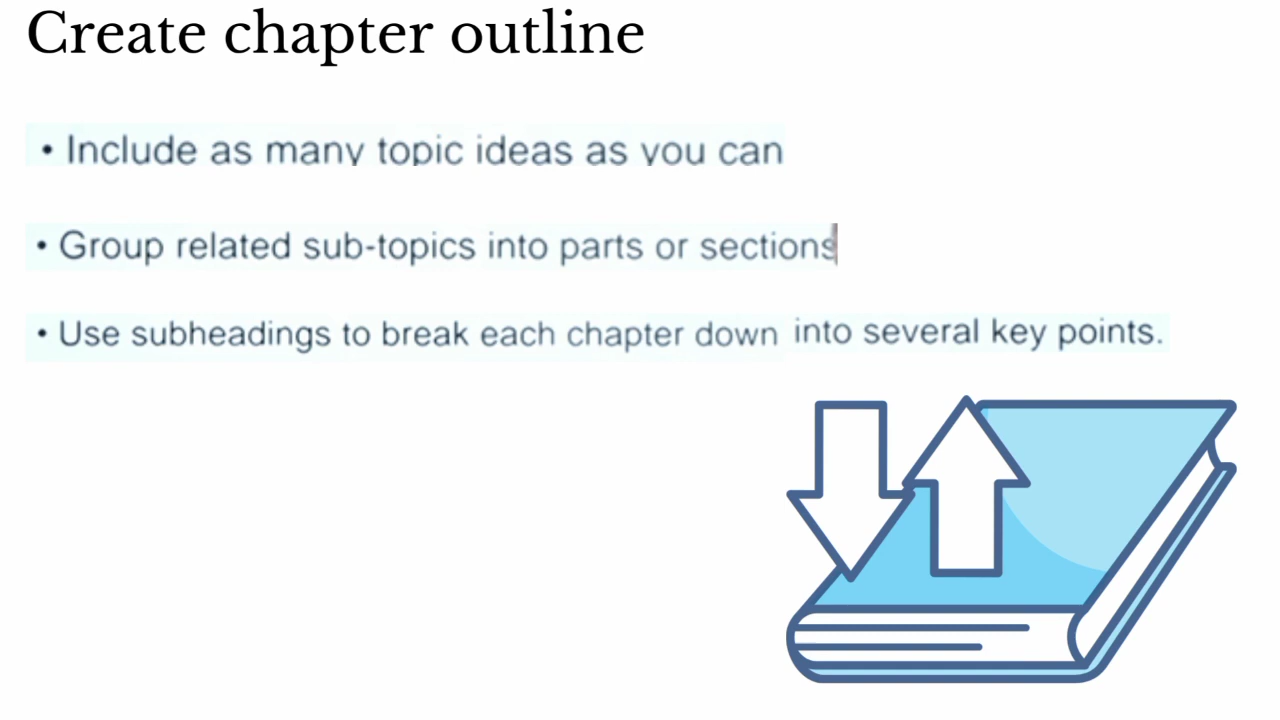 Create chapter outline
• Include as many topic ideas as you can
• Group related sub-topics into parts or sections
• Use subheadings to break each chapter down into several key points.